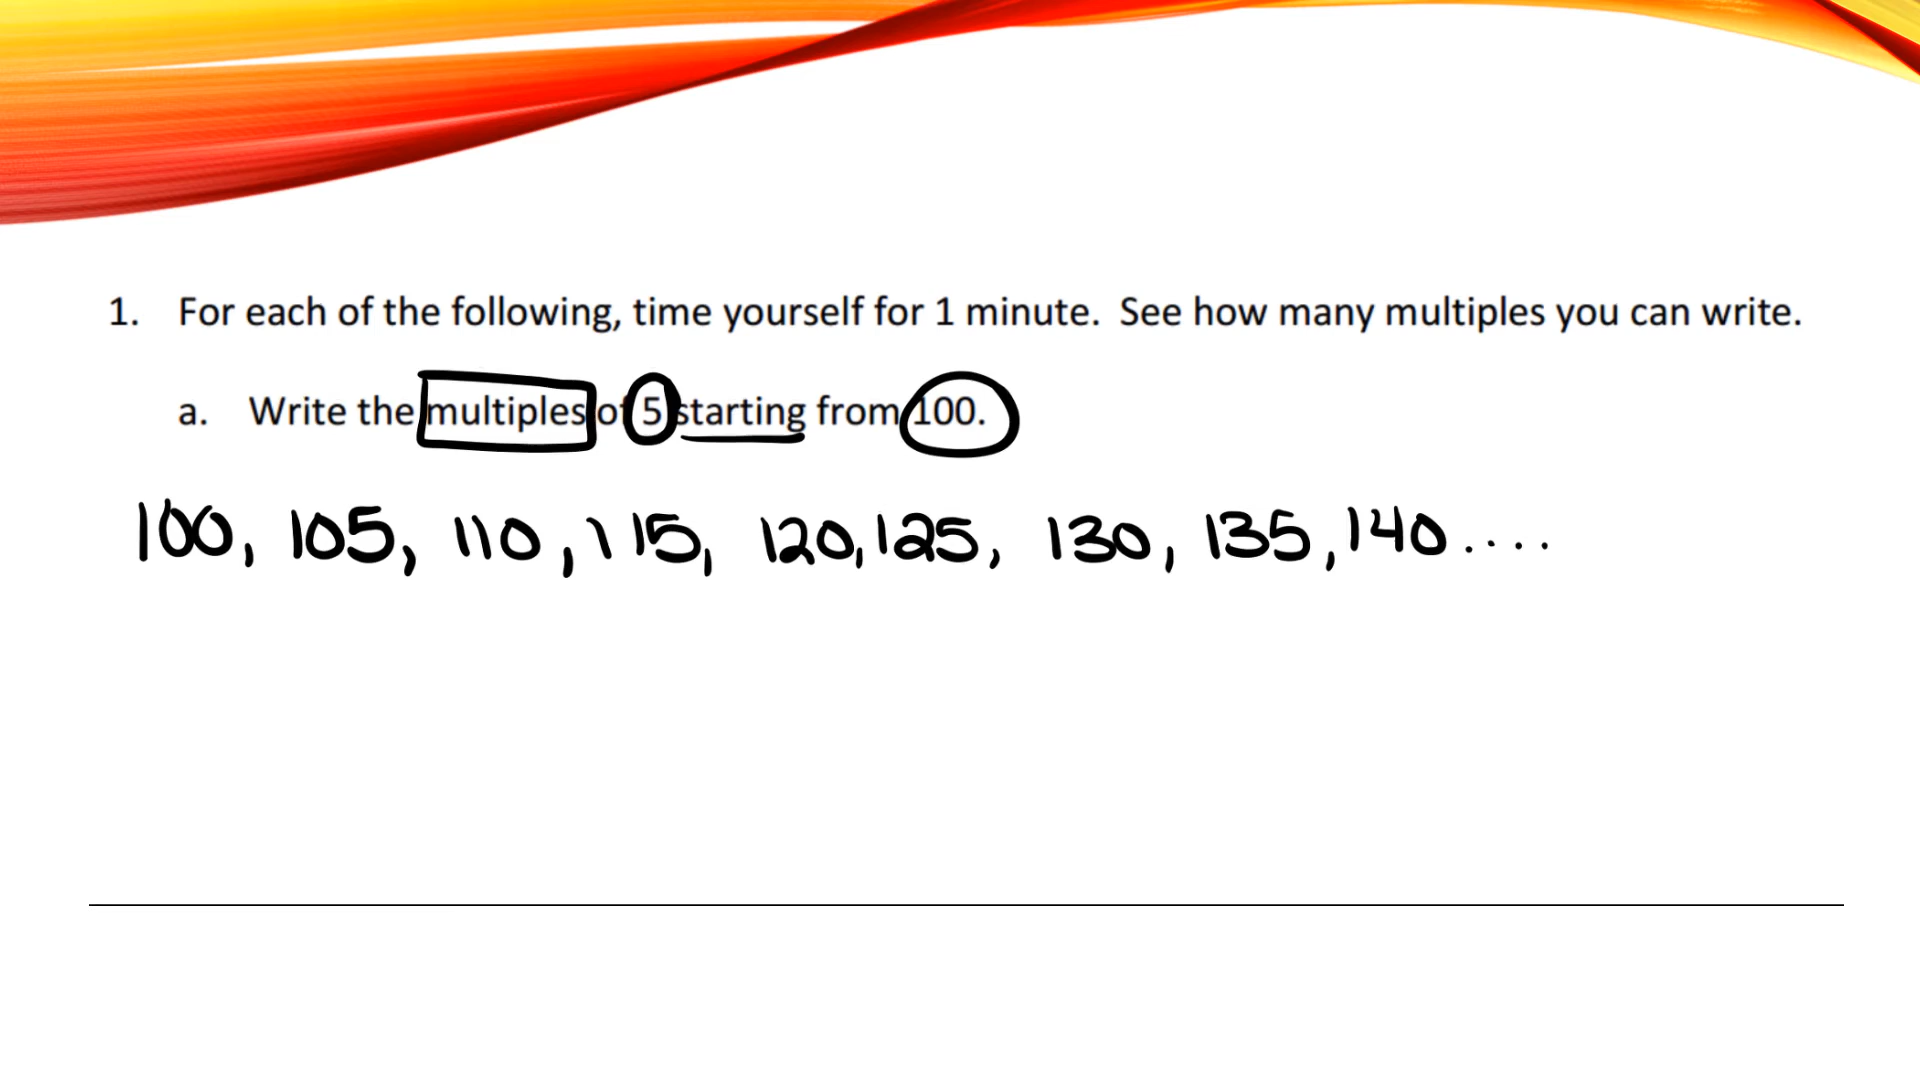 1. For each of the following, time yourself for 1 minute. See how many multiples you can write.
a. Write the multiples of 5 starting from 100.
100, 105, 110, 115, 120, 125, 130, 135, 140....